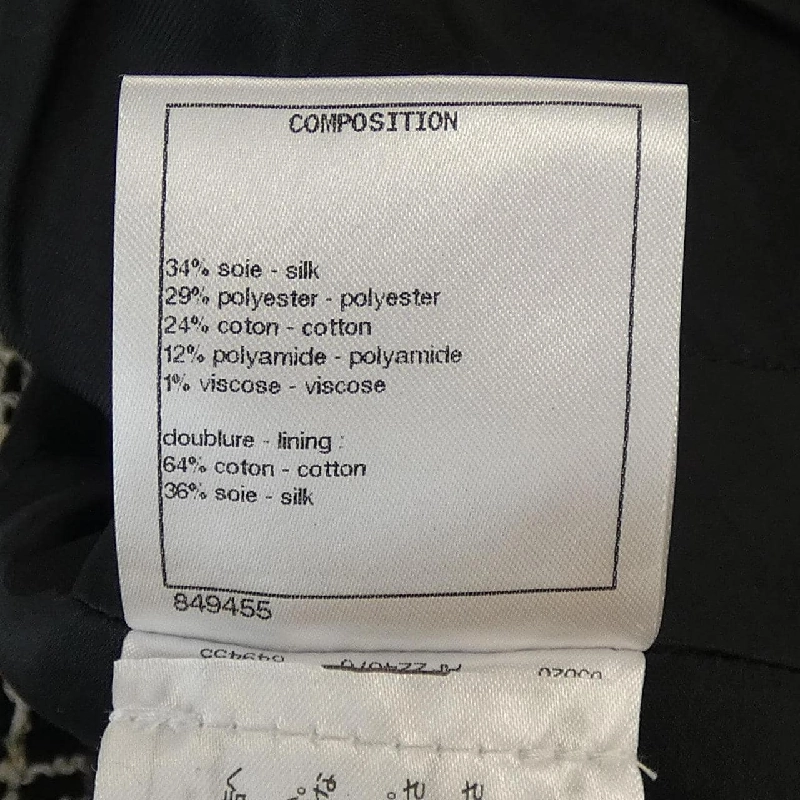 COMPOSITION
34% soie - silk
29% polyester - polyester
24% coton - cotton
12% polyamide - polyamide
1% viscose - viscose
doublure - lining :
64% coton - cotton
36% soie - silk
849455